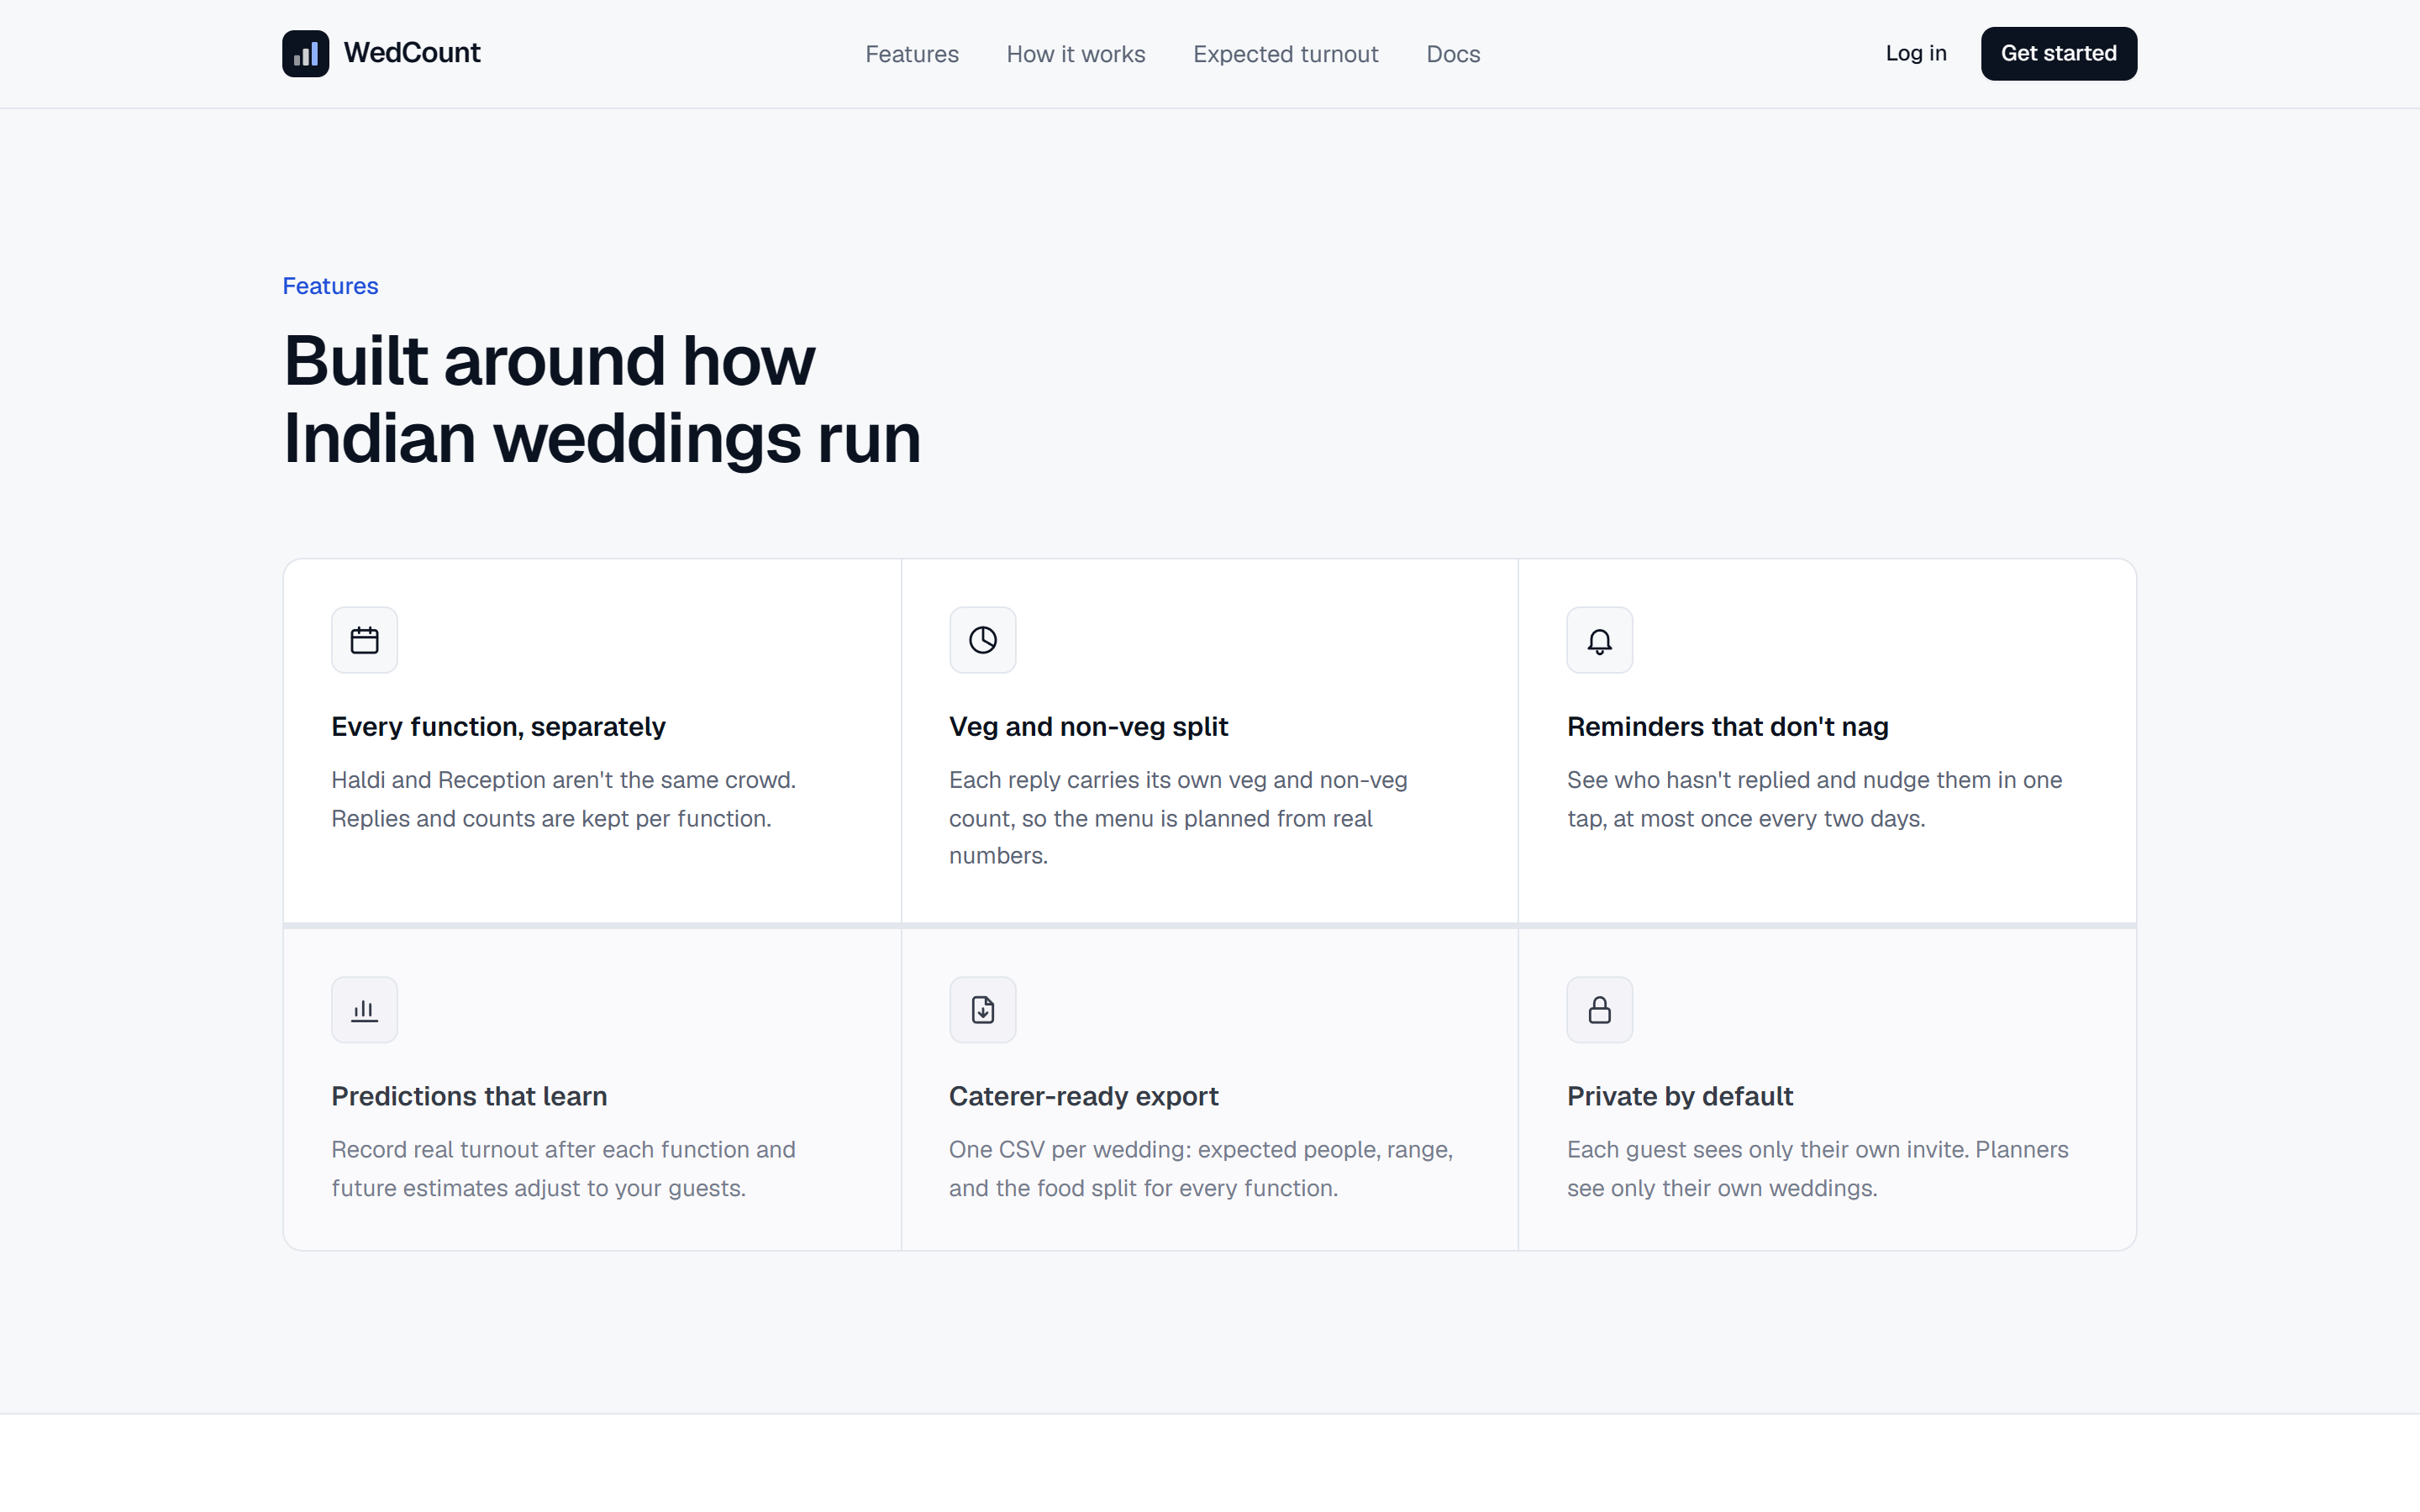 WedCount
Features
How it works
Expected turnout
Docs
Log in
Get started
Features
Built around how
Indian weddings run
Every function, separately
Haldi and Reception aren't the same crowd.
Replies and counts are kept per function.
Veg and non-veg split
Each reply carries its own veg and non-veg
count, so the menu is planned from real
numbers.
Reminders that don't nag
See who hasn't replied and nudge them in one
tap, at most once every two days.
Predictions that learn
Record real turnout after each function and
future estimates adjust to your guests.
Caterer-ready export
One CSV per wedding: expected people, range,
and the food split for every function.
Private by default
Each guest sees only their own invite. Planners
see only their own weddings.